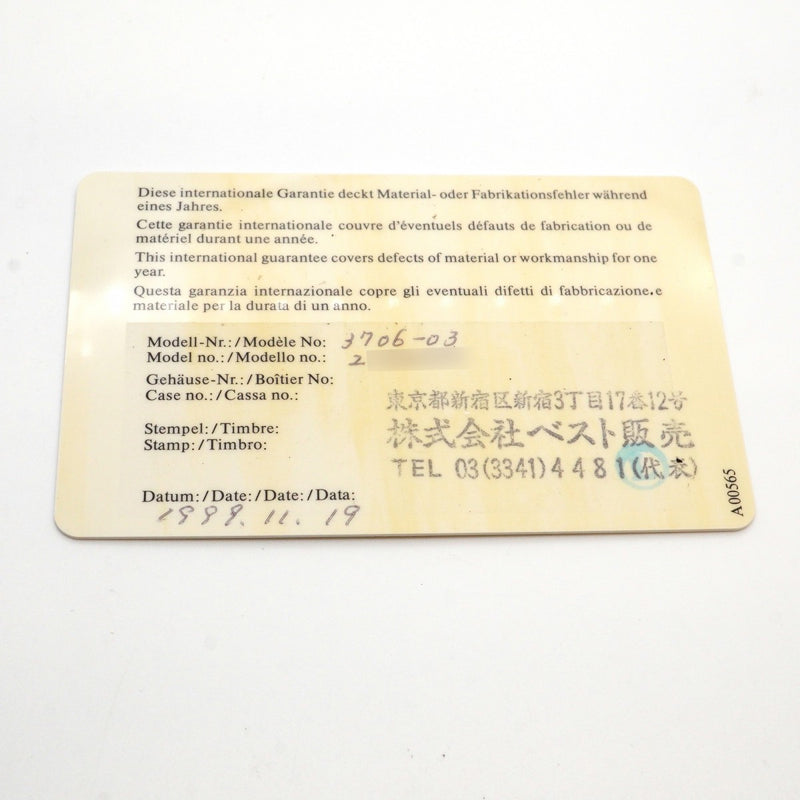 Diese internationale Garantie deckt Material- oder Fabrikationsfehler während
eines Jahres.
Cette garantie internationale couvre d'éventuels défauts de fabrication ou de
matériel durant une année.
This international guarantee covers defects of material or workmanship for one
year.
Questa garanzia internazionale copre gli eventuali difetti di fabbricazione.e
materiale per la durata di un anno.
Modell-Nr.:/Modèle No: 3706-03
Model no.:/Modello no.: 2
Gehäuse-Nr.:/Boîtier No:
Case no.:/Cassa no.:
東京都新宿区新宿3丁目17番12号
株式会社ベスト販売
TEL 03(3341)4481(代表)
Stempel:/Timbre:
Stamp:/Timbro:
Datum:/Date:/Date:/Data:
1999. 11. 19
A00565